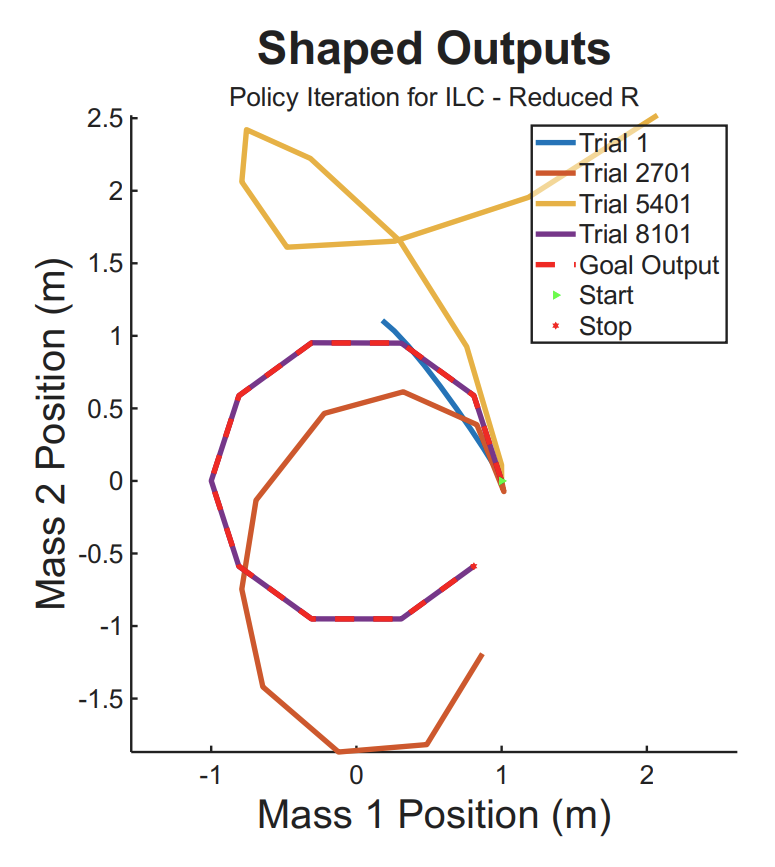 Shaped Outputs
Policy Iteration for ILC - Reduced R
2.5
2
1.5
1
0.5
0
-0.5
-1
-1.5
Mass 2 Position (m)
Trial 1
Trial 2701
Trial 5401
Trial 8101
Goal Output
Start
Stop
-1
0
1
2
Mass 1 Position (m)